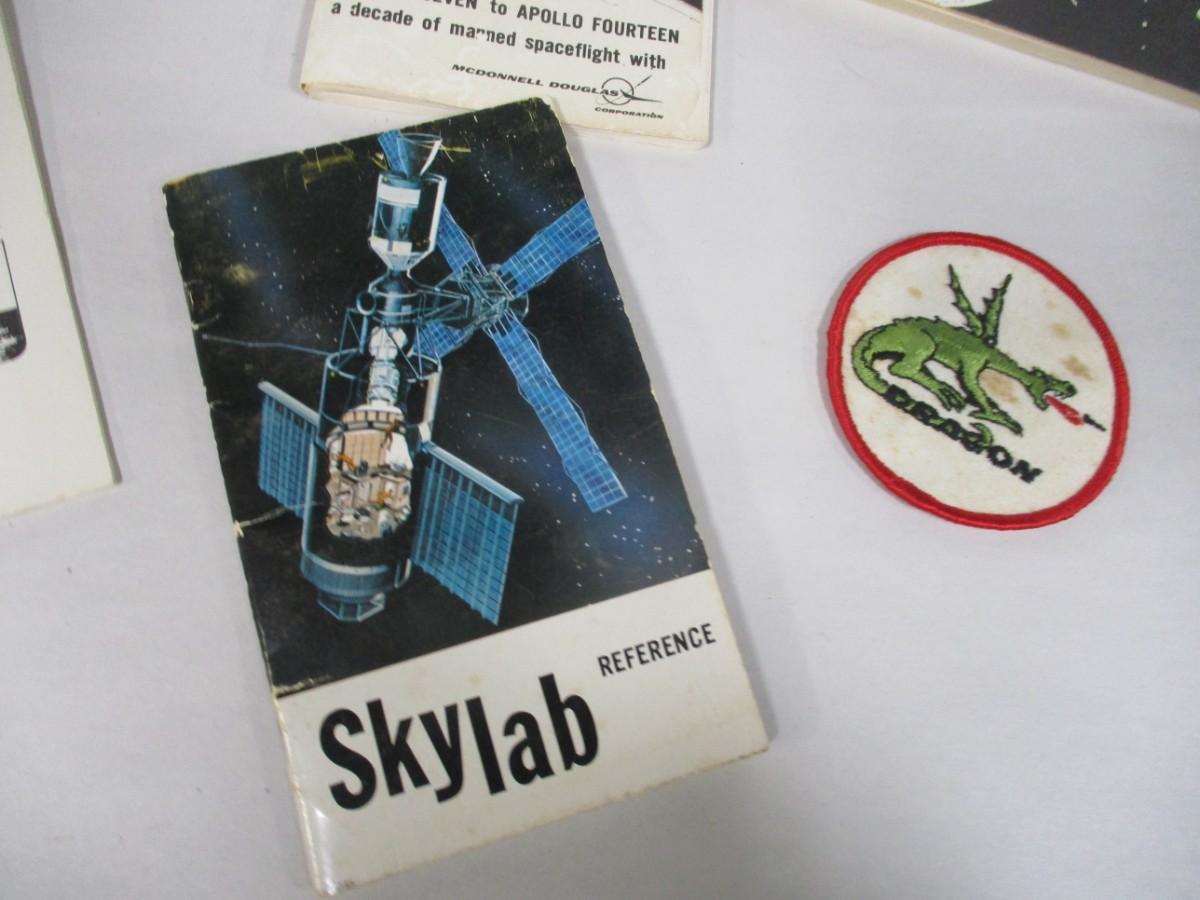 to APOLLO FOURTEEN
a decade of manned spaceflight with
MCDONNELL DOUGLAS
CORPORATION
REFERENCE
Skylab
DRAGON